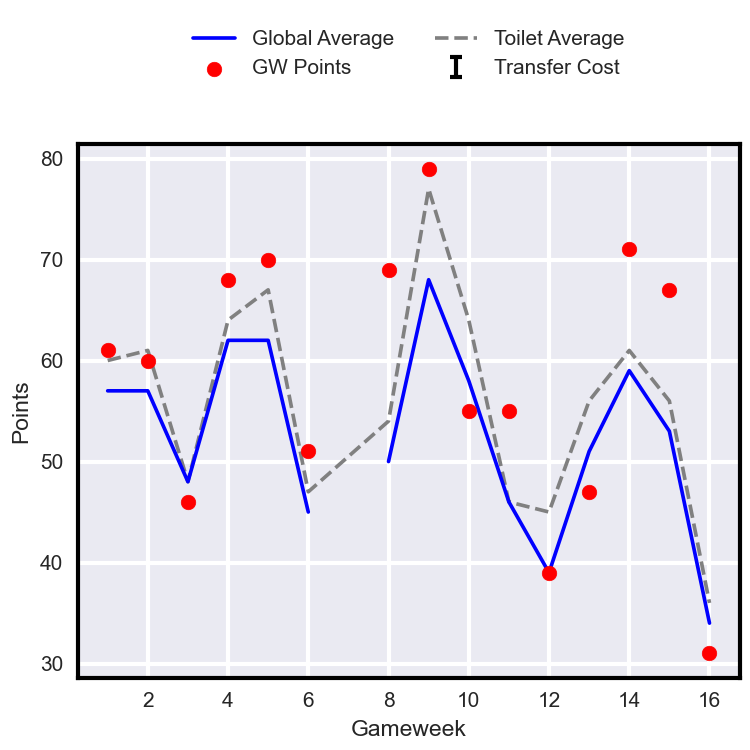 Global Average
Toilet Average
GW Points
Transfer Cost
80
70
60
50
40
30
Points
2 4 6 8 10 12 14 16
Gameweek